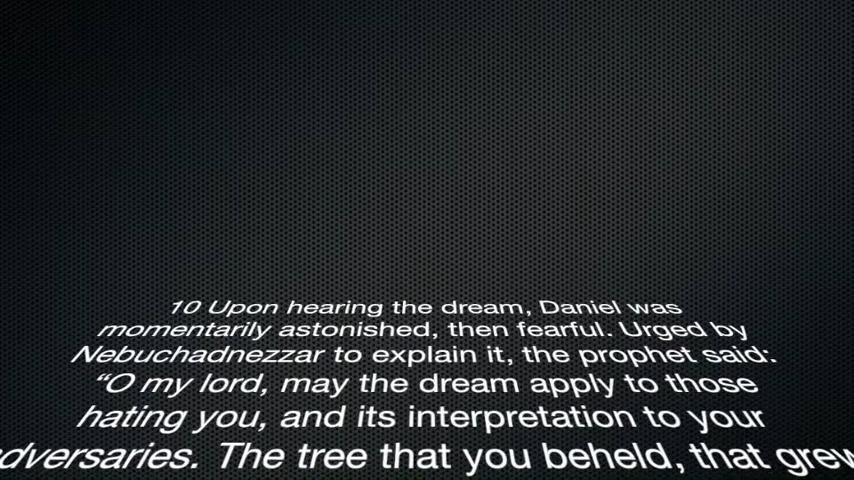 10 Upon hearing the dream, Daniel was
momentarily astonished, then fearful. Urged by
Nebuchadnezzar to explain it, the prophet said:
“O my lord, may the dream apply to those
hating you, and its interpretation to your
adversaries. The tree that you beheld, that grew